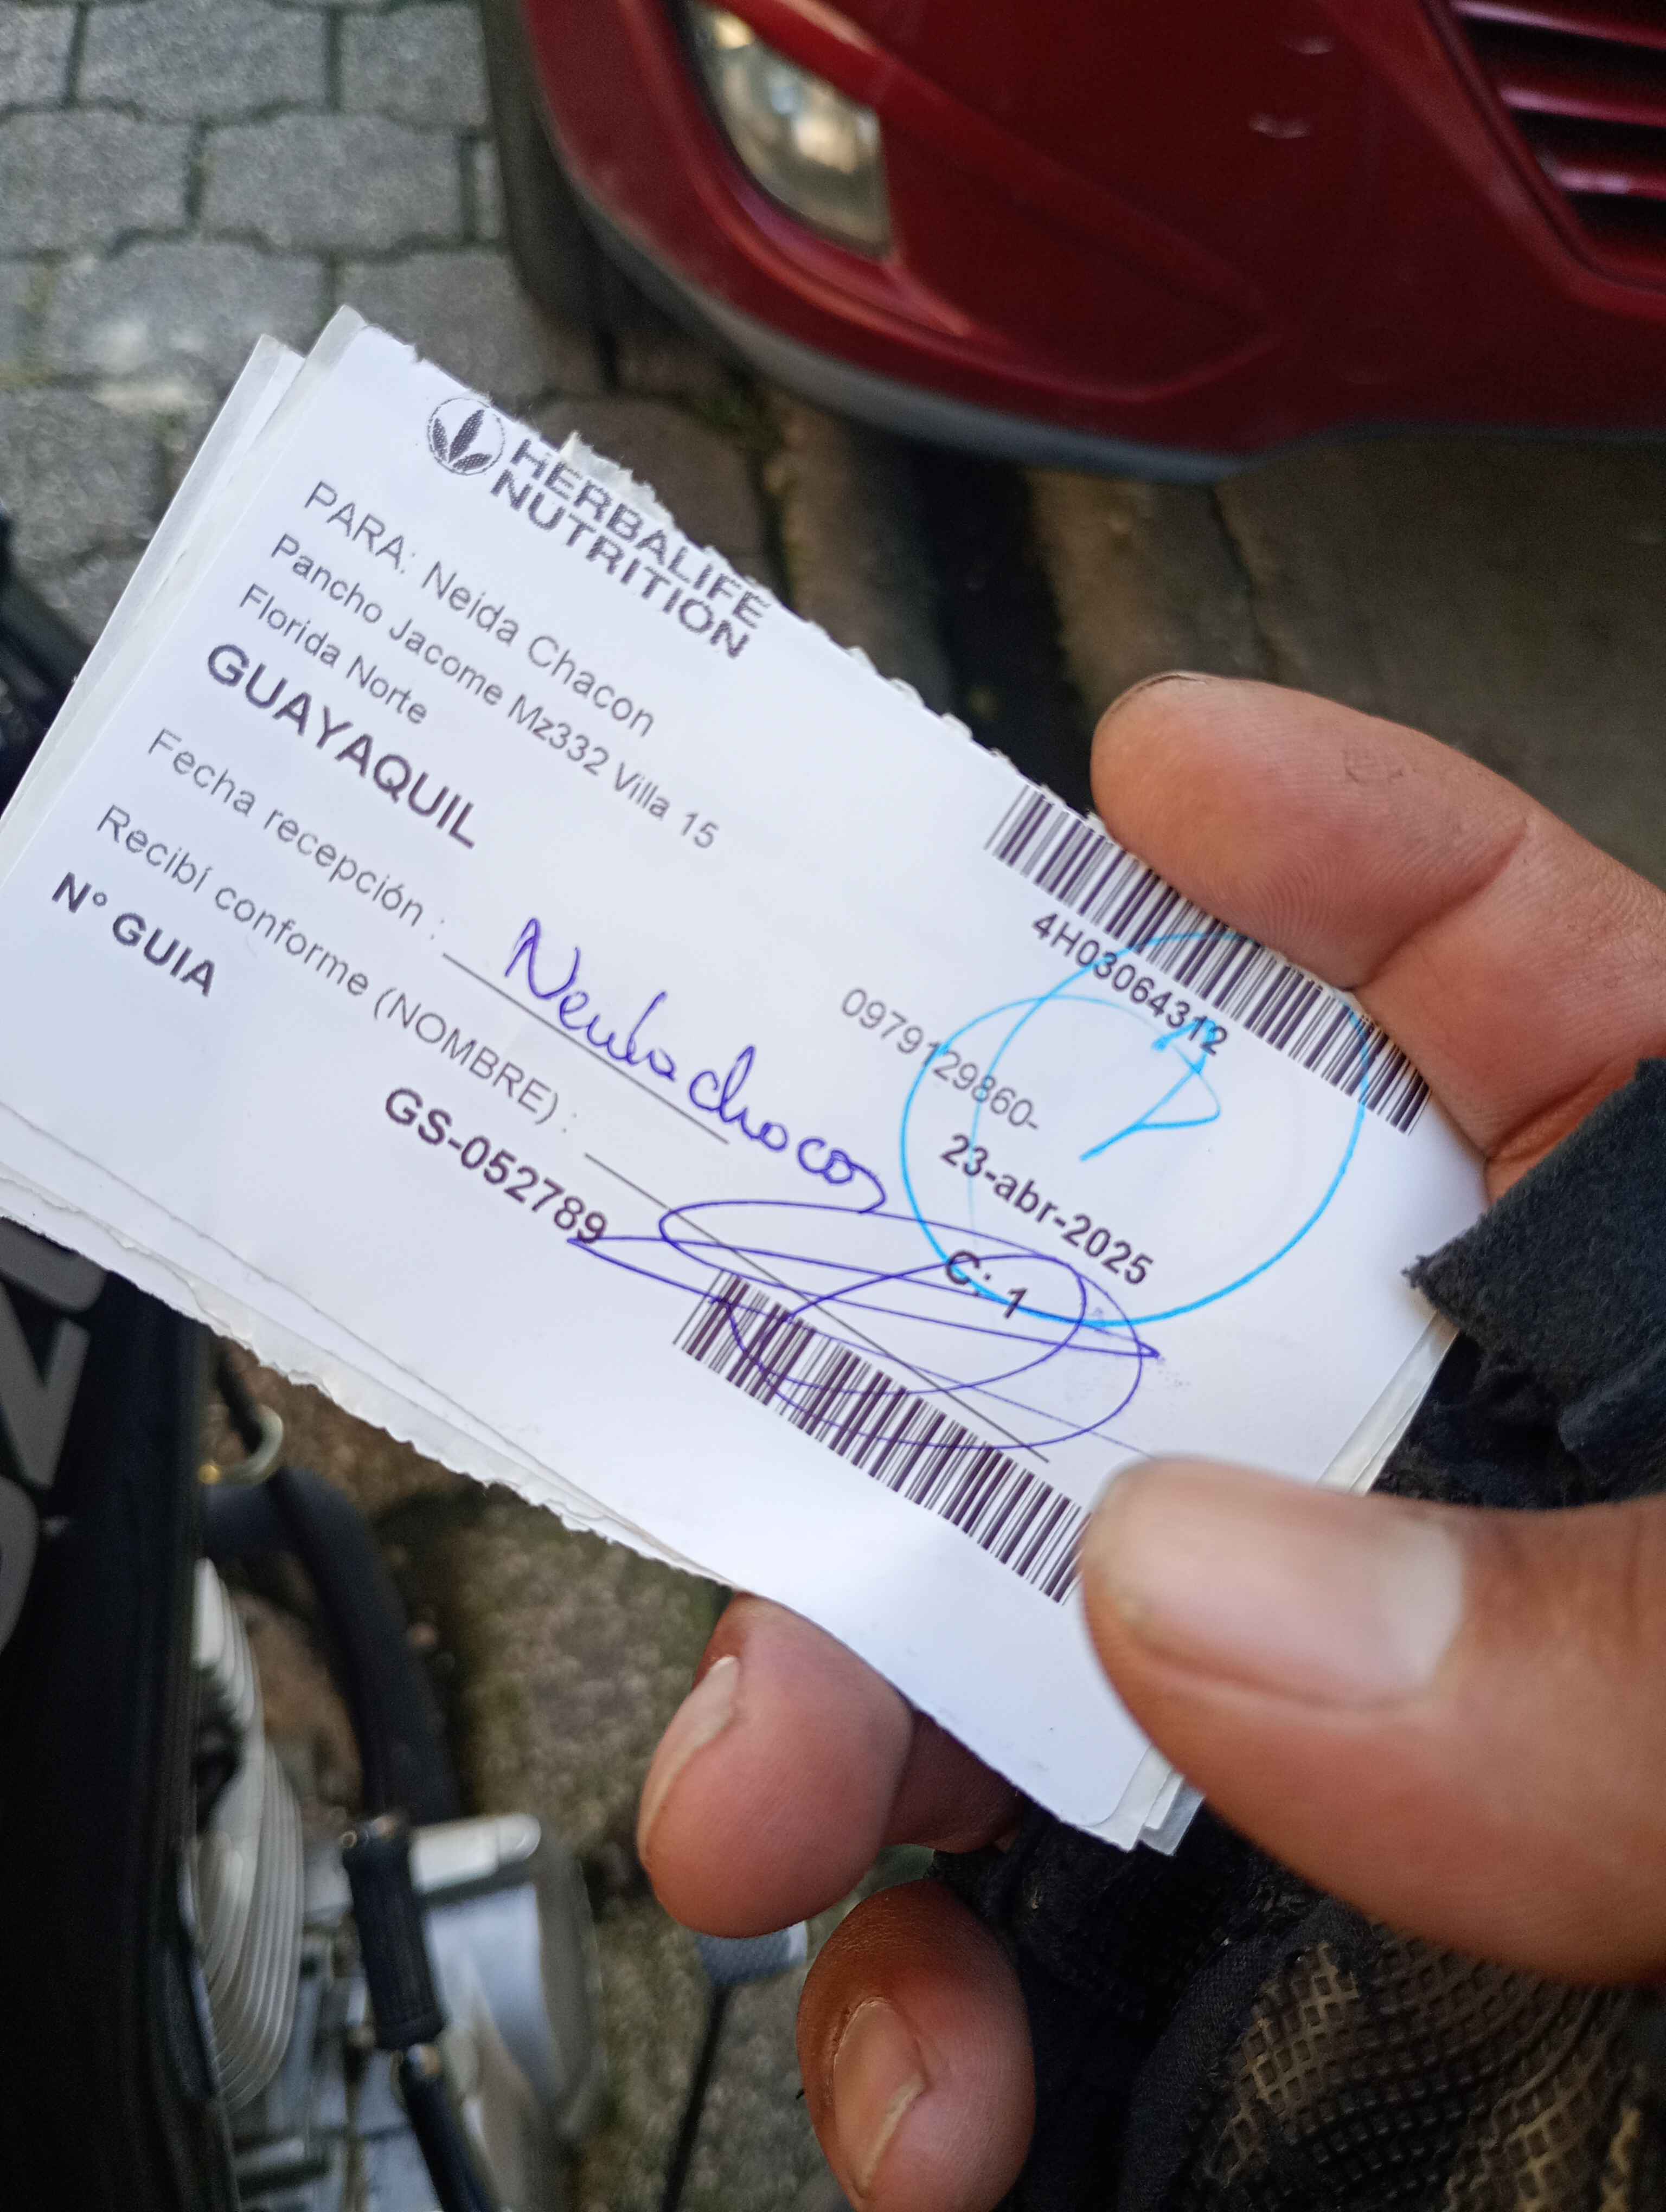 HERBALIFE
NUTRITION
PARA: Neida Chacon
Pancho Jacome Mz332 Villa 15
Florida Norte
GUAYAQUIL
4H03064312
0979129860-
23-abr-2025
C: 1
Fecha recepción :
Recibí conforme (NOMBRE) :
N° GUIA
GS-052789